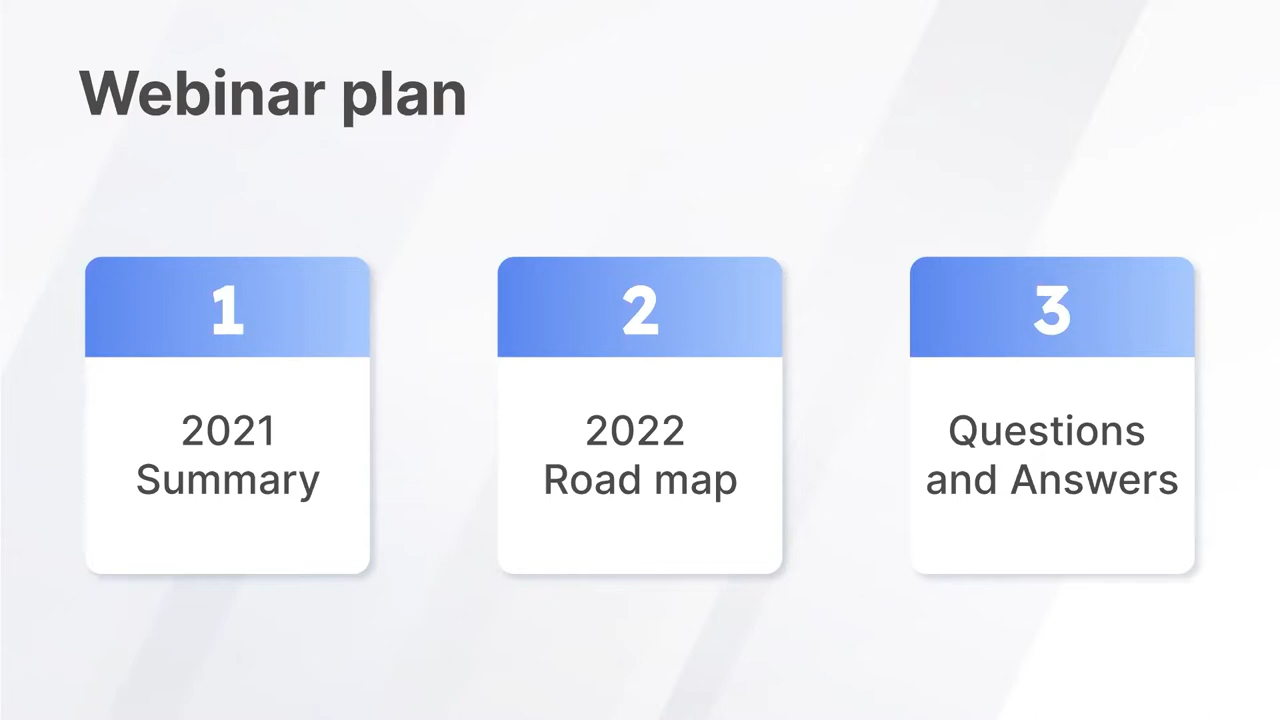 Webinar plan
1
2021
Summary
2
2022
Road map
3
Questions
and Answers